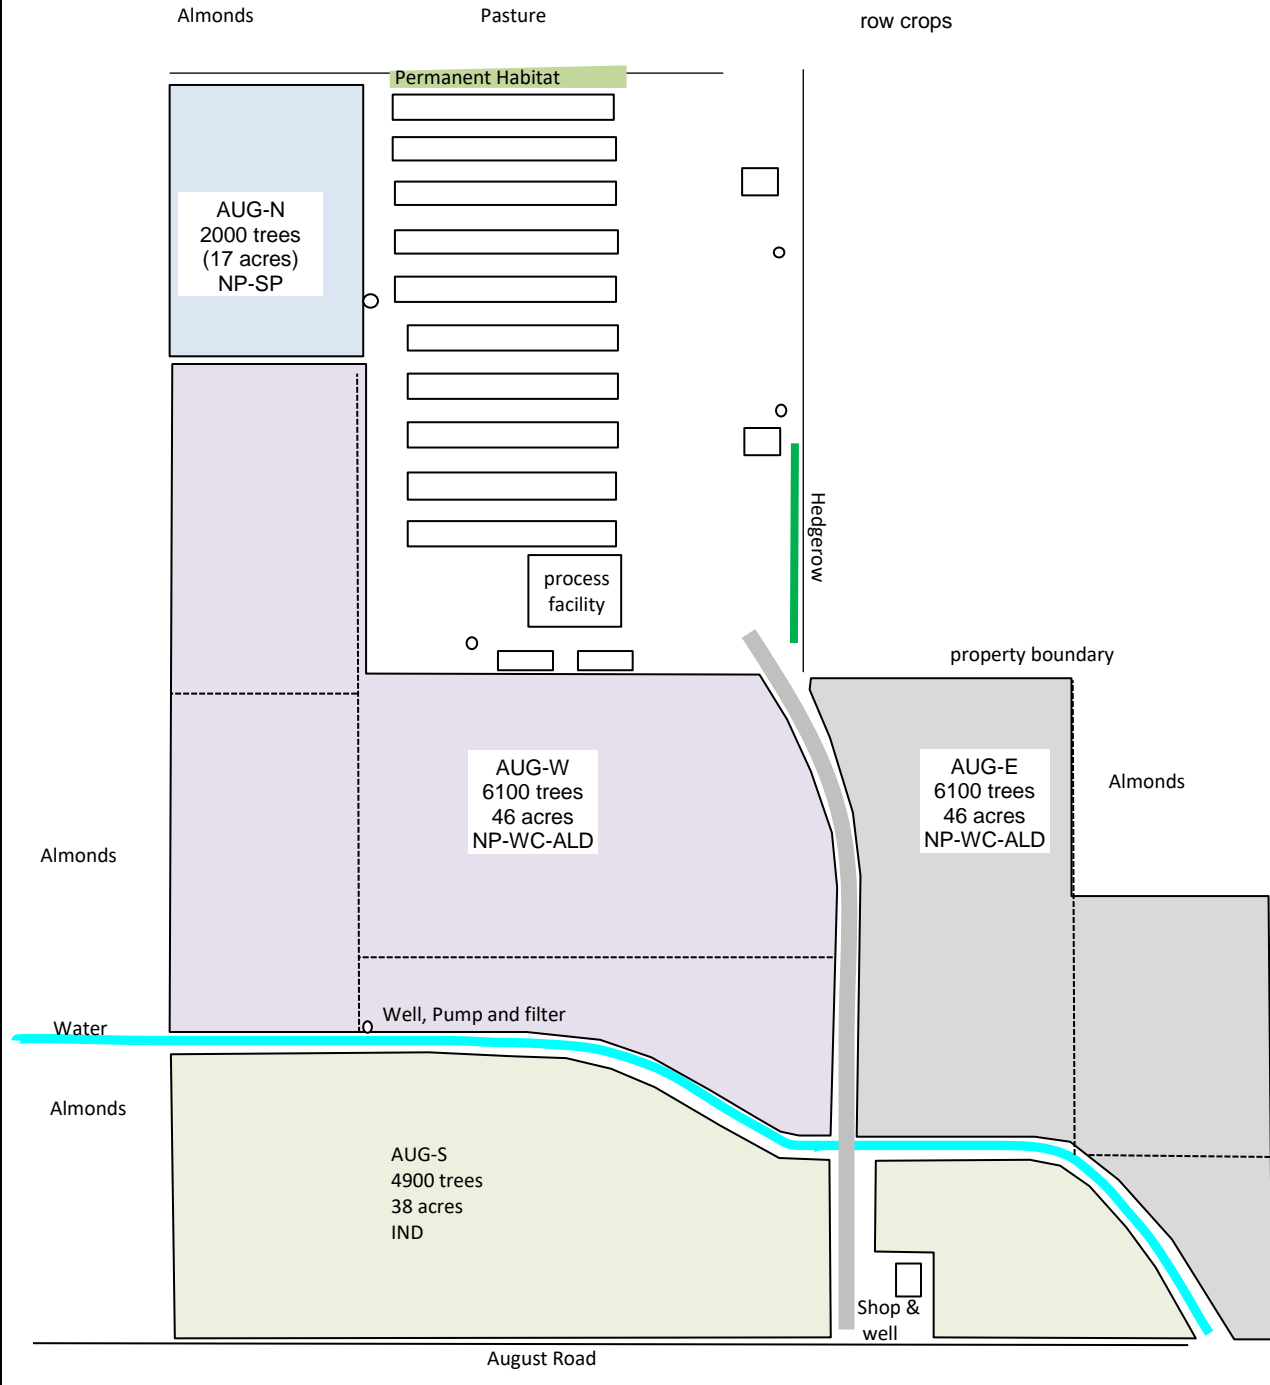 Almonds
Pasture
row crops
Permanent Habitat
AUG-N
2000 trees
(17 acres)
NP-SP
Hedgerow
process
facility
property boundary
AUG-W
6100 trees
46 acres
NP-WC-ALD
AUG-E
6100 trees
46 acres
NP-WC-ALD
Almonds
Almonds
Well, Pump and filter
Water
Almonds
AUG-S
4900 trees
38 acres
IND
Shop &
well
August Road